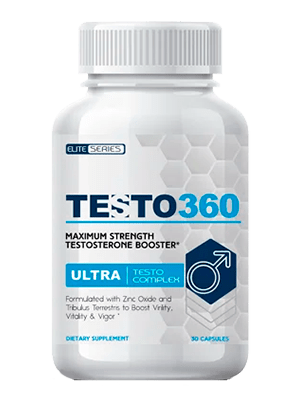 ELITE SERIES
TESTO360
MAXIMUM STRENGTH
TESTOSTERONE BOOSTER*
ULTRA
TESTO
COMPLEX
Formulated with Zinc Oxide and
Tribulus Terrestris to Boost Virility,
Vitality & Vigor *
DIETARY SUPPLEMENT
30 CAPSULES